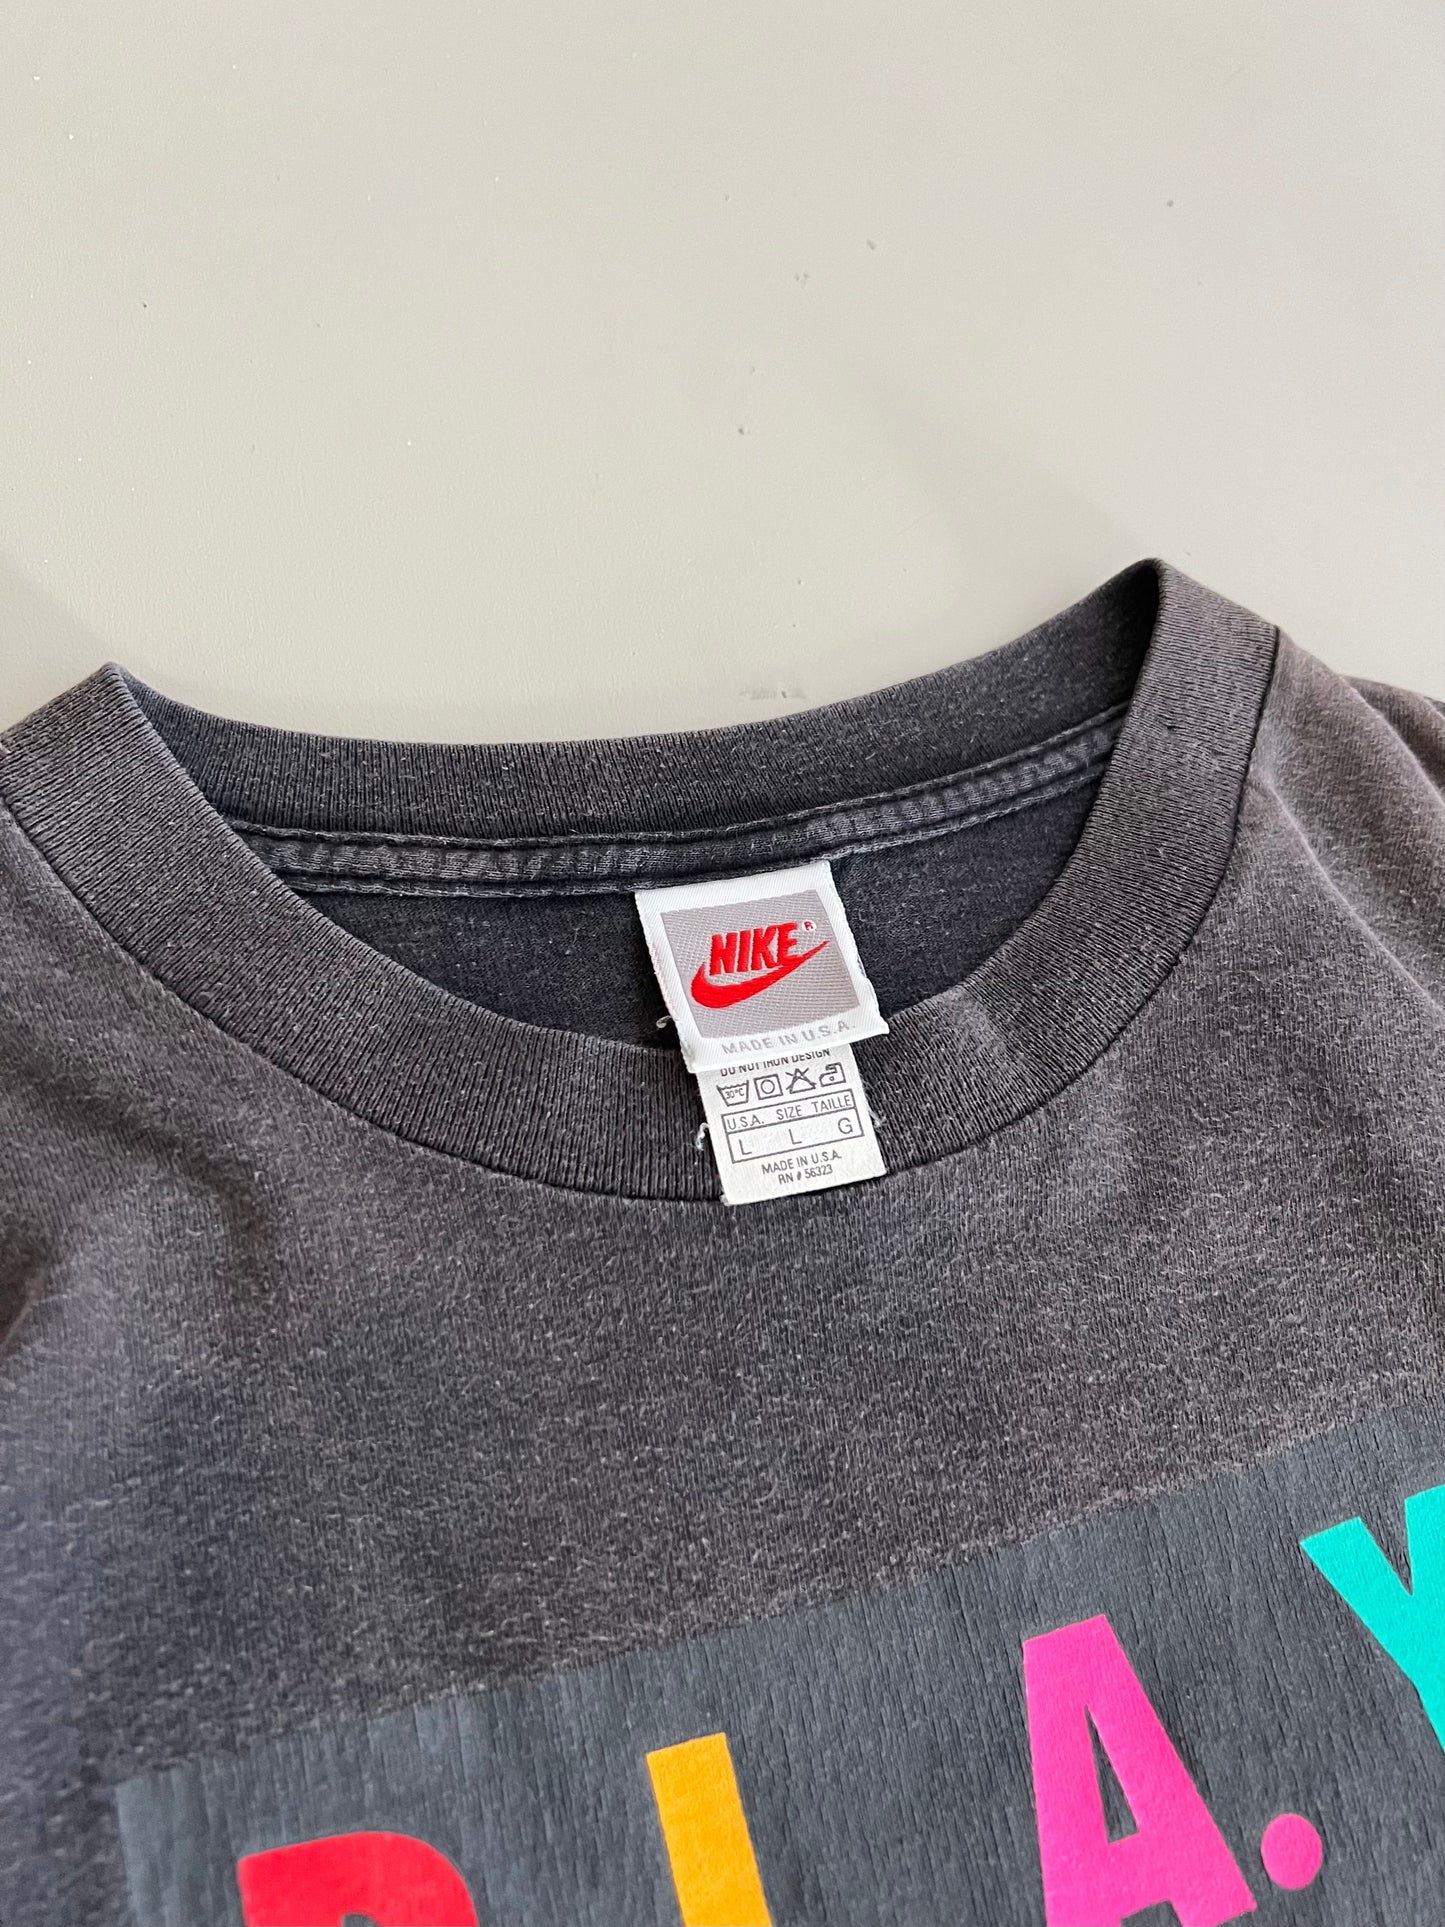 NIKE®
MADE IN U.S.A.
DO NOT IRON DESIGN
30°C
U.S.A. SIZE TAILLE
L L G
MADE IN U.S.A.
RN # 56323
P L A. Y